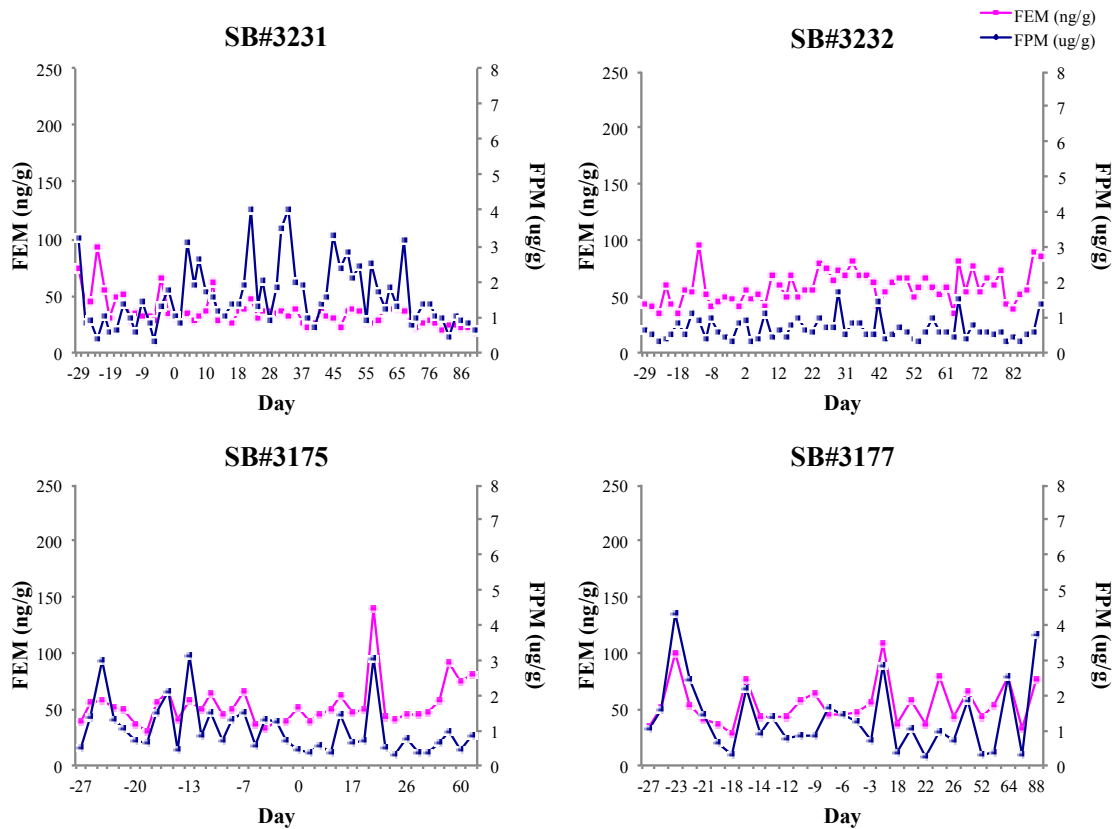 FEM (ng/g)
FPM (ug/g)
SB#3231
250
200
150
100
50
0
FEM (ng/g)
8
7
6
5
4
3
2
1
0
FPM (ug/g)
-29 -19 -9 0 10 18 28 37 45 55 65 76 86
Day
SB#3232
250
200
150
100
50
0
FEM (ng/g)
8
7
6
5
4
3
2
1
0
FPM (ug/g)
-29 -18 -8 2 12 22 31 42 52 61 72 82
Day
SB#3175
250
200
150
100
50
0
FEM (ng/g)
8
7
6
5
4
3
2
1
0
FPM (ug/g)
-27 -20 -13 -7 0 17 26 60
Day
SB#3177
250
200
150
100
50
0
FEM (ng/g)
8
7
6
5
4
3
2
1
0
FPM (ug/g)
-27 -23 -21 -18 -14 -12 -9 -6 -3 18 22 26 52 64 88
Day